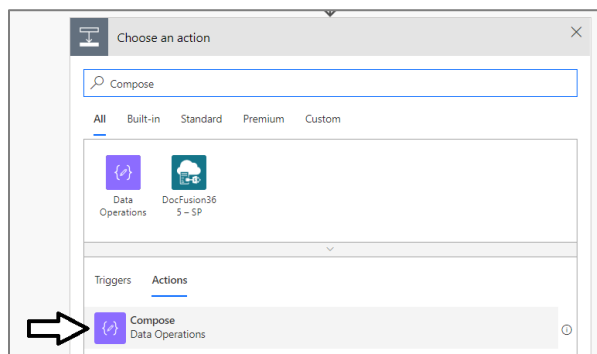 Choose an action
Compose
All Built-in Standard Premium Custom
Data
Operations
DocFusion36
5 – SP
Triggers Actions
Compose
Data Operations